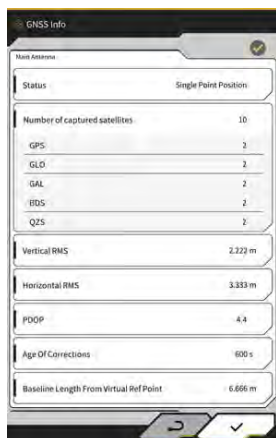 GNSS Info
Main Antenna
Status Single Point Position
Number of captured satellites 10
GPS 2
GLO 2
GAL 2
BDS 2
QZS 2
Vertical RMS 2.222 m
Horizontal RMS 3.333 m
PDOP 4.4
Age Of Corrections 600 s
Baseline Length From Virtual Ref Point 6.666 m